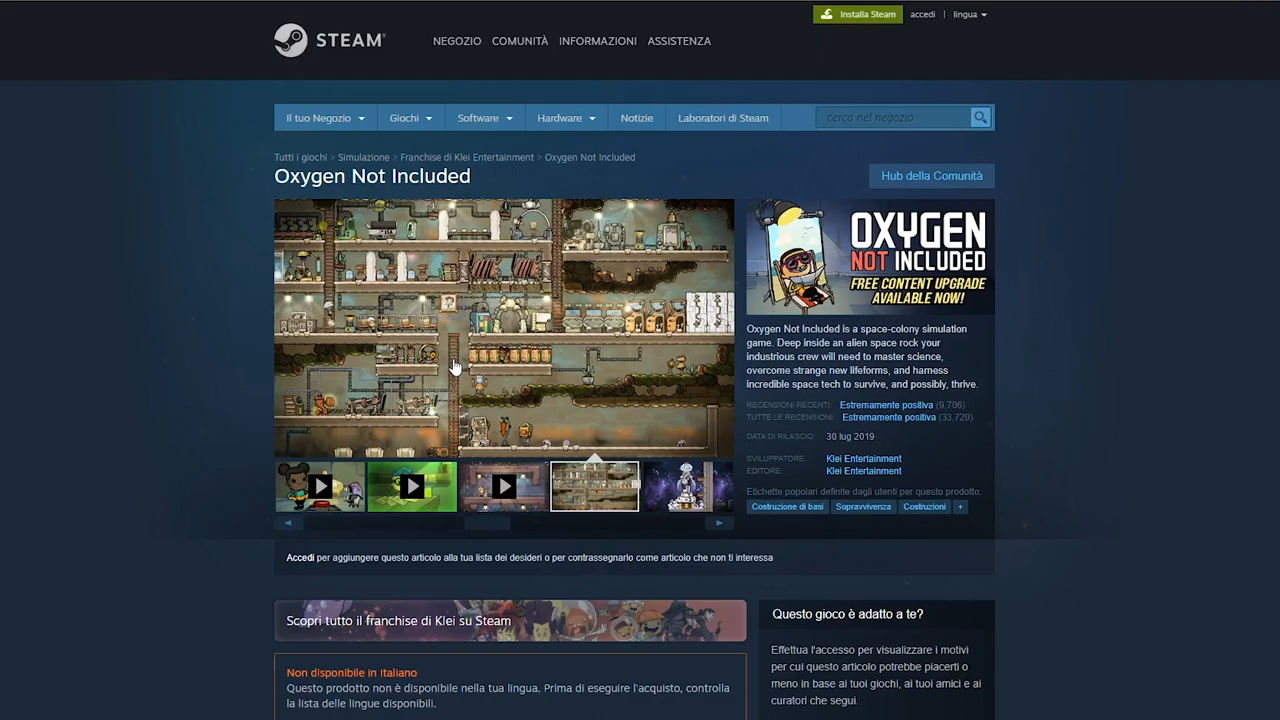 Installa Steam accedi | lingua
STEAM®
NEGOZIO COMUNITÀ INFORMAZIONI ASSISTENZA
Il tuo Negozio Giochi Software Hardware Notizie Laboratori di Steam cerca nel negozio
Tutti i giochi > Simulazione > Franchise di Klei Entertainment > Oxygen Not Included
Oxygen Not Included
Hub della Comunità
OXYGEN
NOT INCLUDED
FREE CONTENT UPGRADE
AVAILABLE NOW!
Oxygen Not Included is a space-colony simulation
game. Deep inside an alien space rock your
industrious crew will need to master science,
overcome strange new lifeforms, and harness
incredible space tech to survive, and possibly, thrive.
RECENSIONI RECENTI: Estremamente positiva (9,706)
TUTTE LE RECENSIONI: Estremamente positiva (33,720)
DATA DI RILASCIO: 30 lug 2019
SVILUPPATORE: Klei Entertainment
EDITORE: Klei Entertainment
Etichette popolari definite dagli utenti per questo prodotto:
Costruzione di basi Sopravvivenza Costruzioni +
Accedi per aggiungere questo articolo alla tua lista dei desideri o per contrassegnarlo come articolo che non ti interessa
Scopri tutto il franchise di Klei su Steam
Non disponibile in Italiano
Questo prodotto non è disponibile nella tua lingua. Prima di eseguire l'acquisto, controlla
la lista delle lingue disponibili.
Questo gioco è adatto a te?
Effettua l'accesso per visualizzare i motivi
per cui questo articolo potrebbe piacerti o
meno in base ai tuoi giochi, ai tuoi amici e ai
curatori che segui.